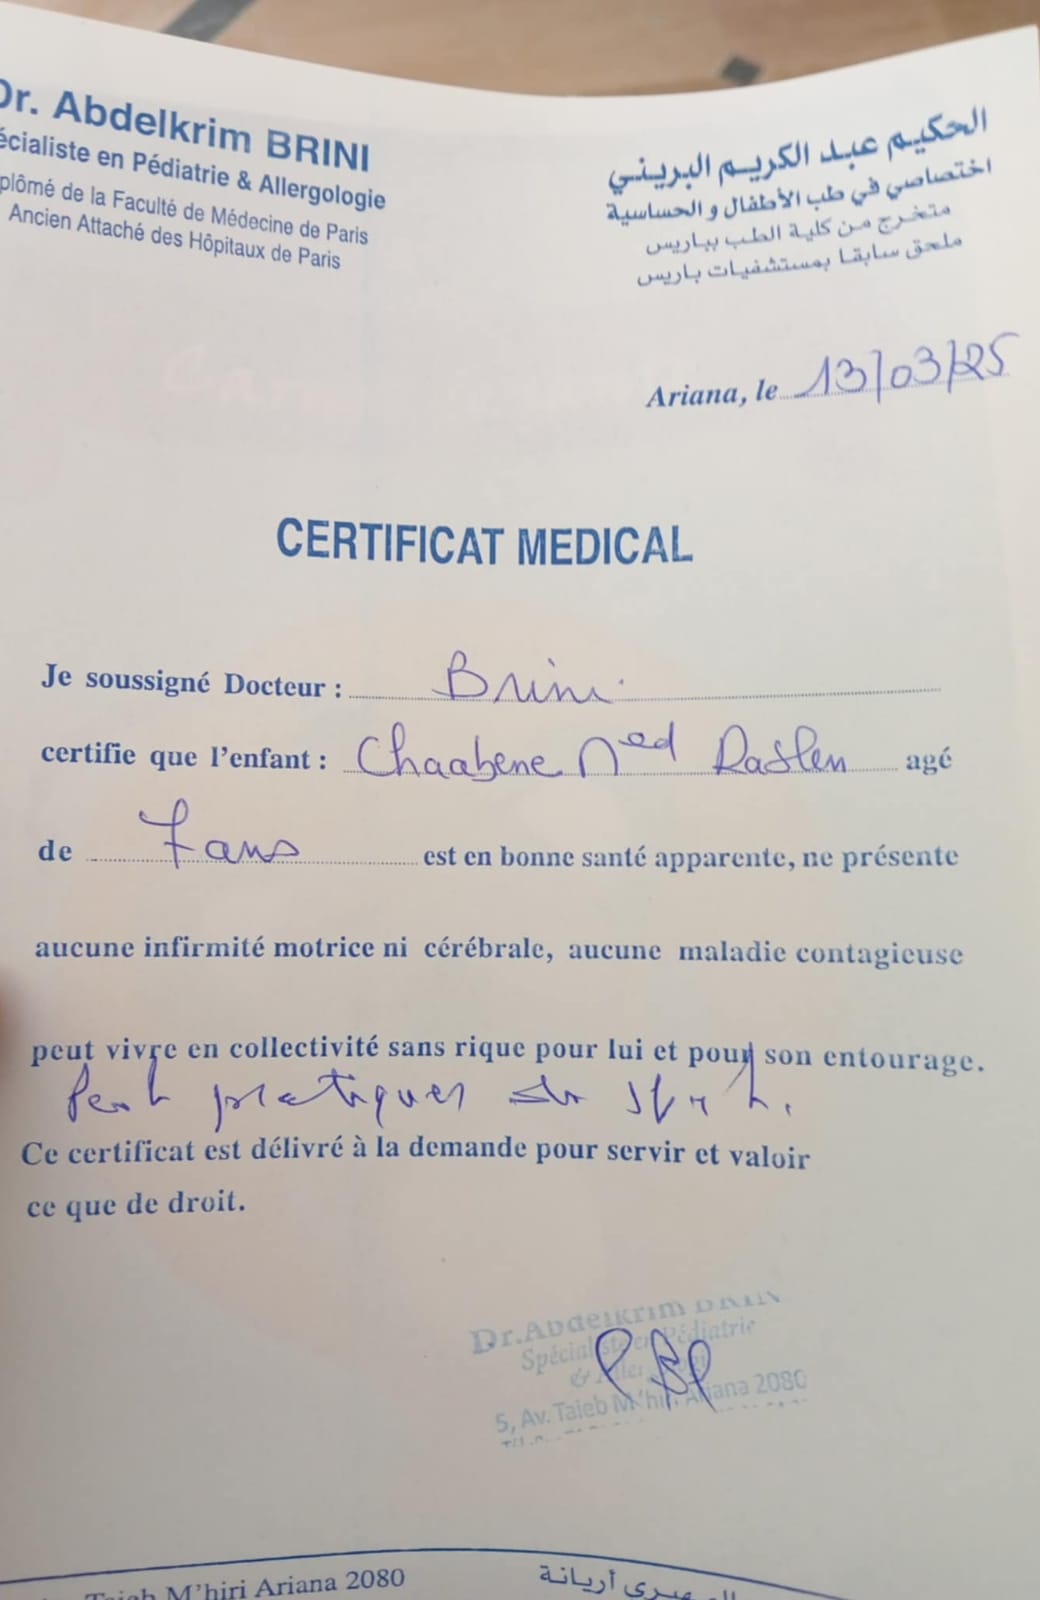 Dr. Abdelkrim BRINI
écialiste en Pédiatrie & Allergologie
plômé de la Faculté de Médecine de Paris
Ancien Attaché des Hôpitaux de Paris
الحكيم عبد الكريم البريني
اختصاصي في طب الأطفال و الحساسية
متخرج من كلية الطب بباريس
ملحق سابقا بمستشفيات باريس
Ariana, le 13/03/25
CERTIFICAT MEDICAL
Je soussigné Docteur : Brini
certifie que l'enfant : Chaabene Med Raslen agé
de 7 ans est en bonne santé apparente, ne présente
aucune infirmité motrice ni cérébrale, aucune maladie contagieuse
peut vivre en collectivité sans rique pour lui et pour son entourage.
Peut pratiquer du sport.
Ce certificat est délivré à la demande pour servir et valoir
ce que de droit.
Dr.Abdelkrim BRINI
Spécialiste en Pédiatrie
& Allergologie
5, Av. Taieb M'hiri Ariana 2080
Taieb M'hiri Ariana 2080
المهيري أريانة